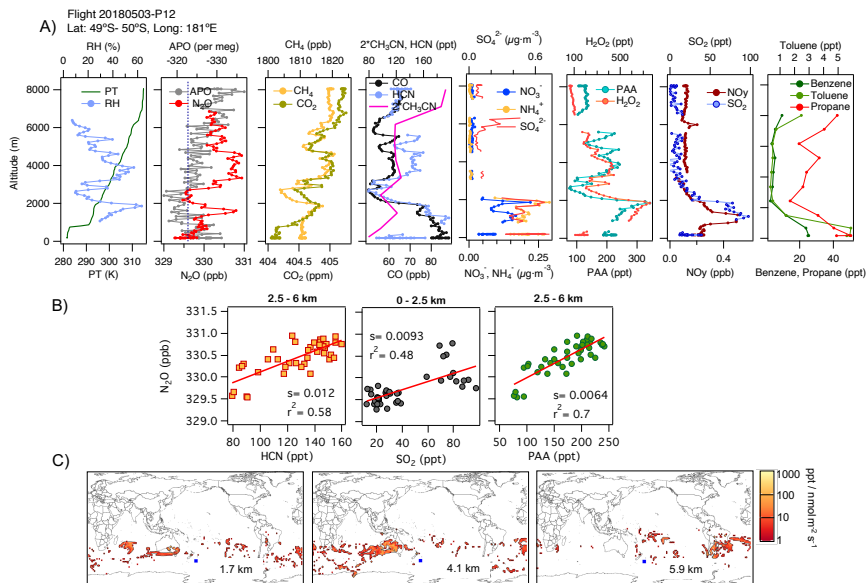 Flight 20180503-P12
Lat: 49ºS- 50ºS, Long: 181ºE
A)
RH (%)
0 20 40 60
APO (per meg)
-330 -320
CH₄ (ppb)
1800 1810 1820
2*CH₃CN, HCN (ppt)
80 120 160
SO₄²⁻ (µg·m⁻³)
0.0 0.4 0.8
H₂O₂ (ppt)
0 500
SO₂ (ppt)
0 50 100
Toluene (ppt)
0 1 2 3 4 5
Altitude (m)
8000
6000
4000
2000
0
PT
RH
APO
N₂O
CH₄
CO₂
CO
HCN
2*CH₃CN
NO₃⁻
NH₄⁺
SO₄²⁻
PAA
H₂O₂
NOy
SO₂
Benzene
Toluene
Propane
280 290 300 310
PT (K)
329 330 331
N₂O (ppb)
404 404.5 405
CO₂ (ppm)
60 70 80
CO (ppb)
0.00 0.25
NO₃⁻, NH₄⁺ (µg·m⁻³)
100 200 300
PAA (ppt)
0 40 80
NOy (ppt)
0 20 40
Benzene, Propane (ppt)
B)
2.5 - 6 km
0 - 2.5 km
2.5 - 6 km
N₂O (ppb)
331.5
331.0
330.5
330.0
329.5
329.0
s= 0.012
r²= 0.58
s= 0.0093
r²= 0.48
s= 0.0064
r²= 0.7
80 100 120 140 160
HCN (ppt)
20 40 60 80
SO₂ (ppt)
50 100 150 200 250
PAA (ppt)
C)
1.7 km
4.1 km
5.9 km
1000
100
10
1
ppt / nmol m⁻² s⁻¹